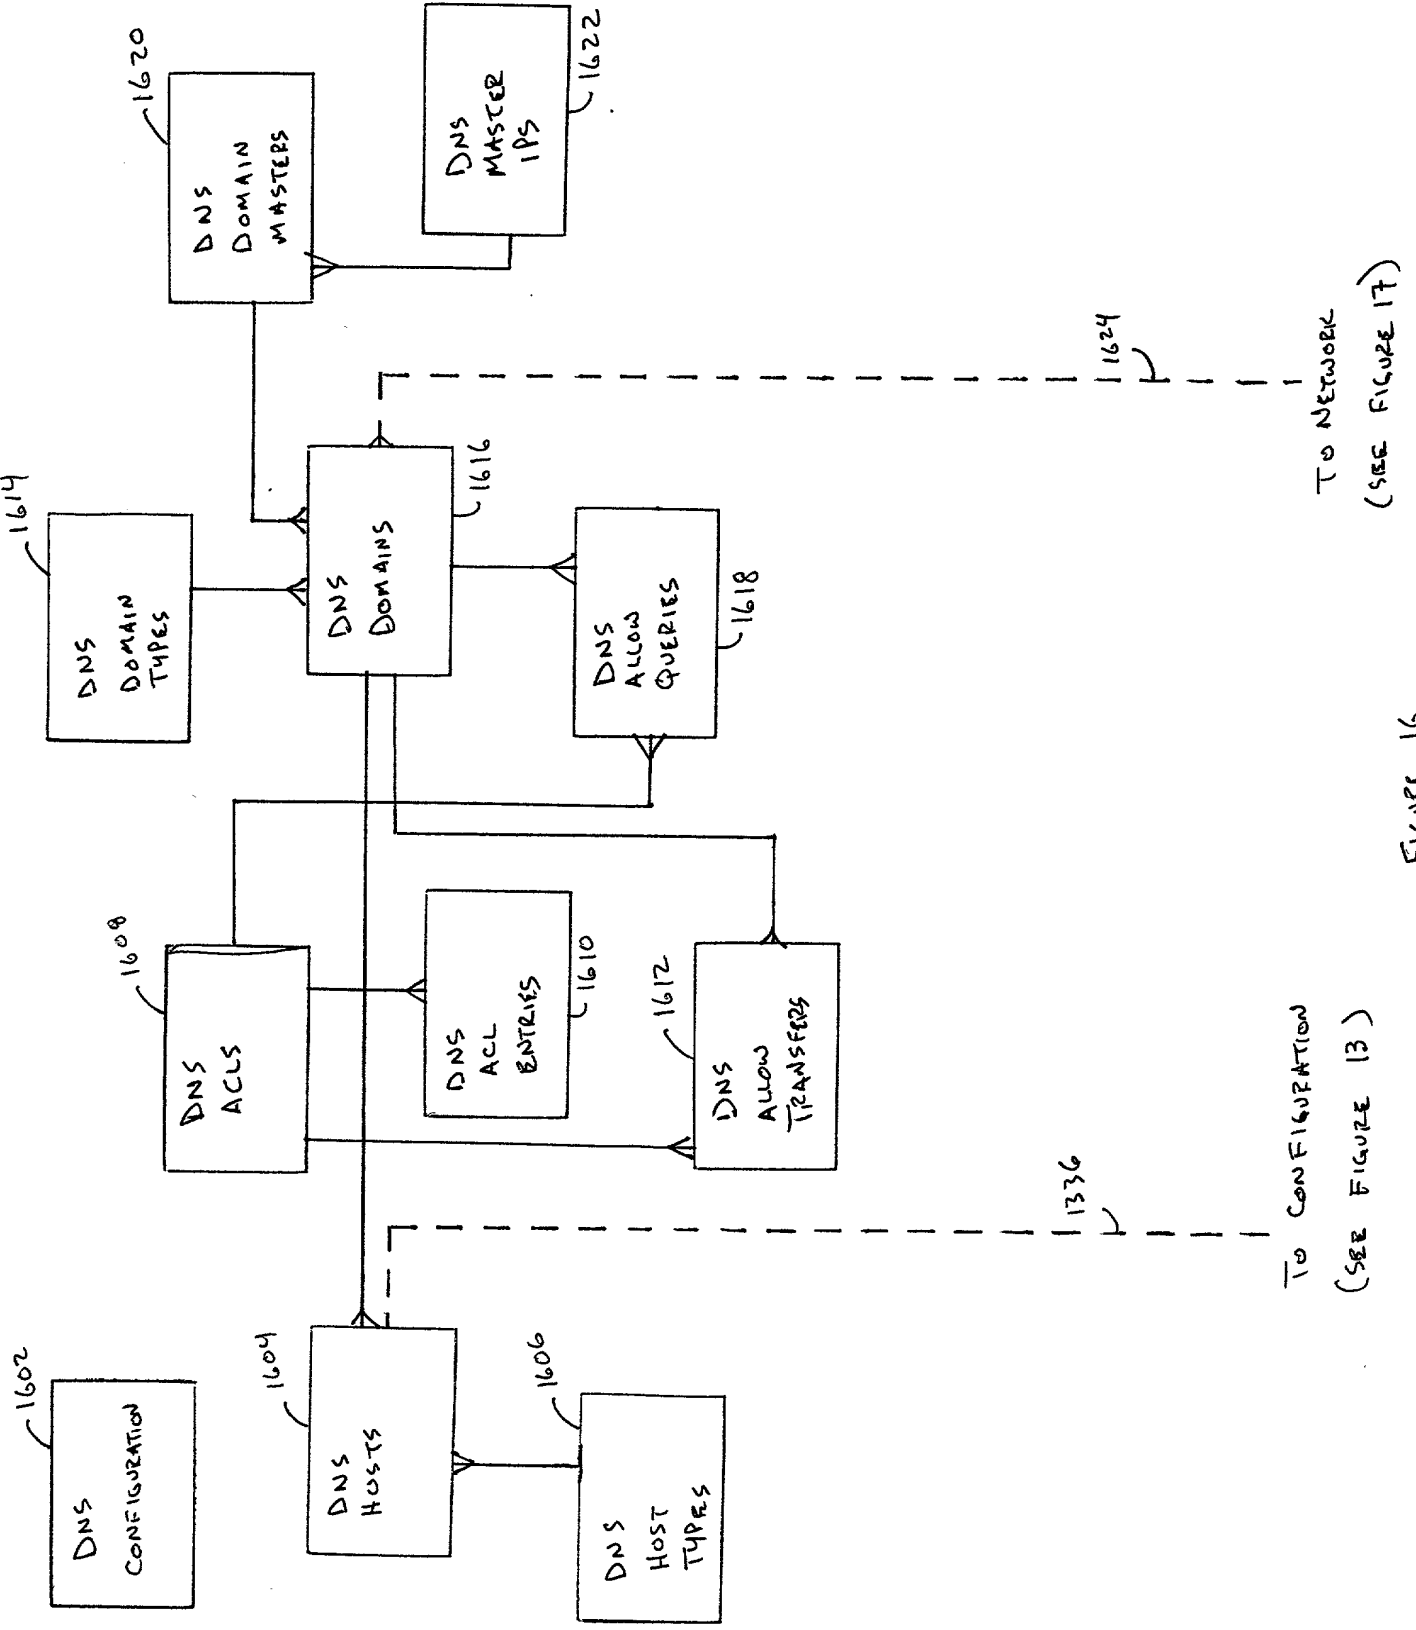 1602
DNS
CONFIGURATION
1604
DNS
HOSTS
1606
DNS
HOST
TYPES
1608
DNS
ACLS
DNS
ACL
ENTRIES
1610
1612
DNS
ALLOW
TRANSFERS
1614
DNS
DOMAIN
TYPES
DNS
DOMAINS
1616
DNS
ALLOW
QUERIES
1618
1620
DNS
DOMAIN
MASTERS
DNS
MASTER
IPS
1622
1336
TO CONFIGURATION
(SEE FIGURE 13)
1624
TO NETWORK
(SEE FIGURE 17)
FIGURE 16